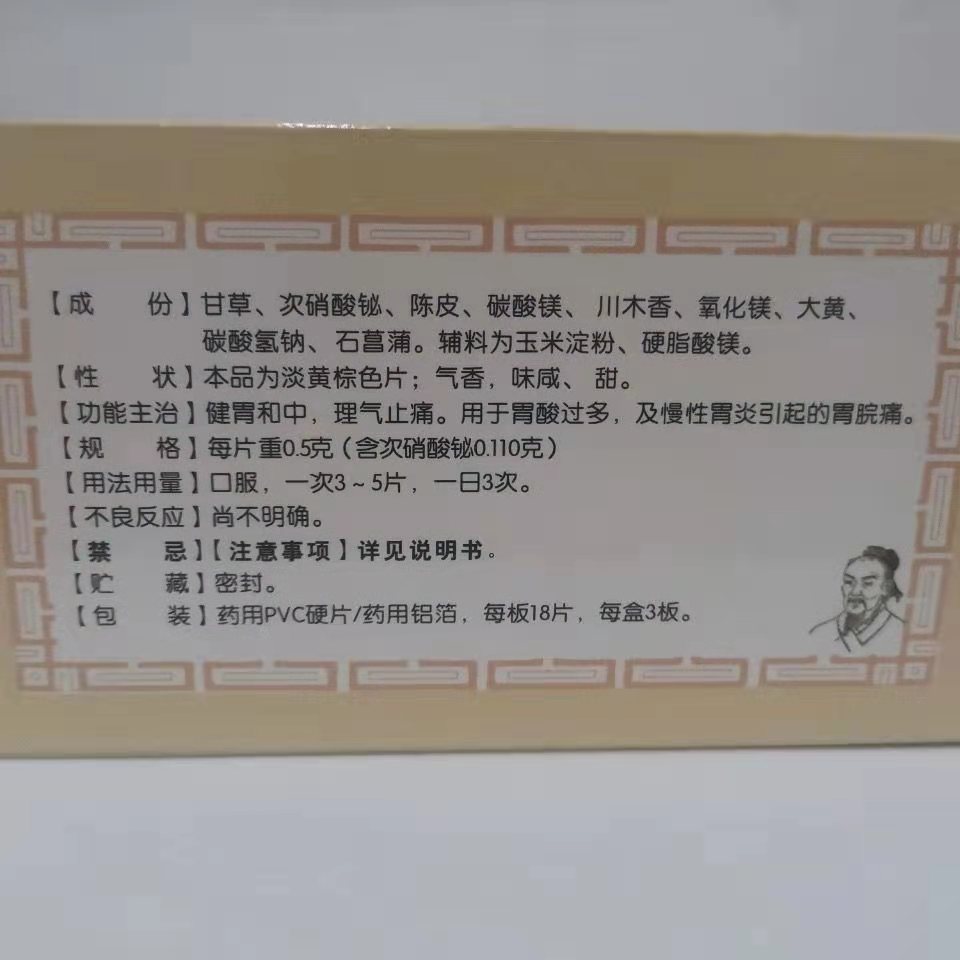 【成 份】甘草、次硝酸铋、陈皮、碳酸镁、川木香、氧化镁、大黄、
碳酸氢钠、石菖蒲。辅料为玉米淀粉、硬脂酸镁。
【性 状】本品为淡黄棕色片；气香，味咸、甜。
【功能主治】健胃和中，理气止痛。用于胃酸过多，及慢性胃炎引起的胃脘痛。
【规 格】每片重0.5克（含次硝酸铋0.110克）
【用法用量】口服，一次3~5片，一日3次。
【不良反应】尚不明确。
【禁 忌】【注意事项】详见说明书。
【贮 藏】密封。
【包 装】药用PVC硬片/药用铝箔，每板18片，每盒3板。